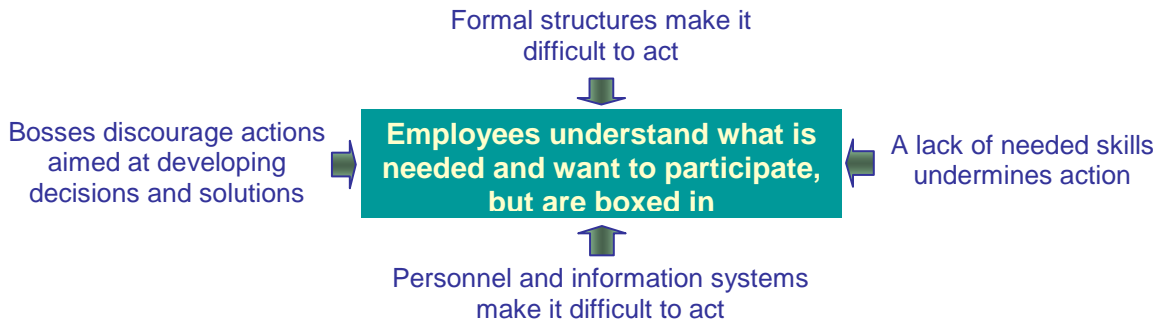 Formal structures make it
difficult to act
Bosses discourage actions
aimed at developing
decisions and solutions
Employees understand what is
needed and want to participate,
but are boxed in
A lack of needed skills
undermines action
Personnel and information systems
make it difficult to act